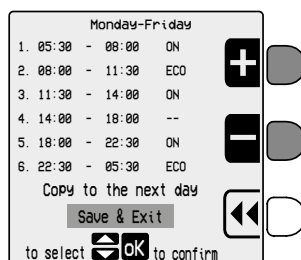 Monday-Friday
1. 05:30 - 08:00 ON
2. 08:00 - 11:30 ECO
3. 11:30 - 14:00 ON
4. 14:00 - 18:00 --
5. 18:00 - 22:30 ON
6. 22:30 - 05:30 ECO
Copy to the next day
Save & Exit
to select OK to confirm